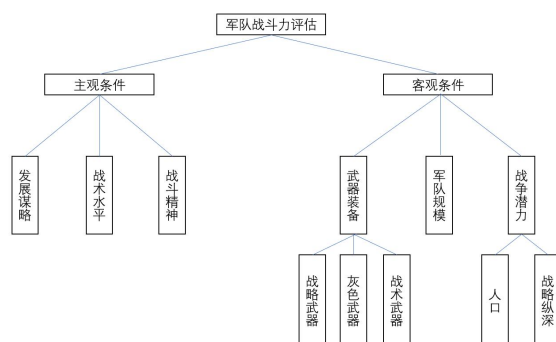 军队战斗力评估
主观条件
客观条件
发展谋略
战术水平
战斗精神
武器装备
军队规模
战争潜力
战略武器
灰色武器
战术武器
人口
战略纵深